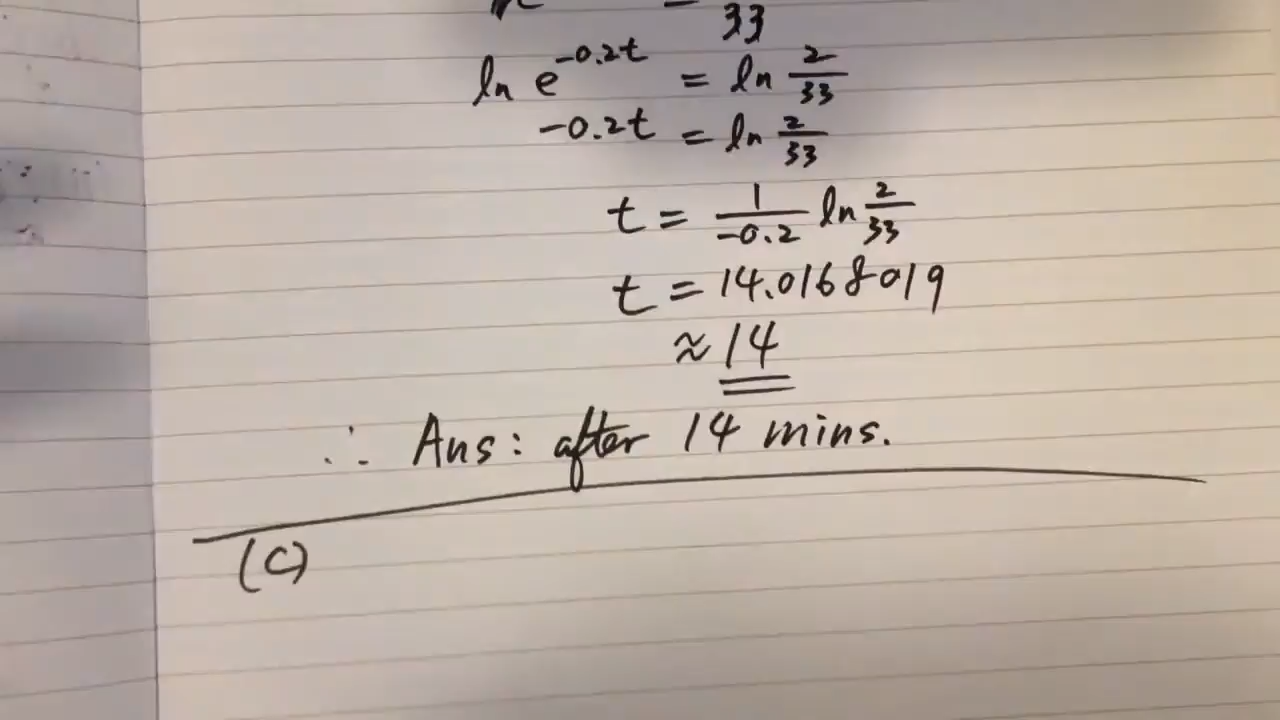 = 33
ln e^-0.2t = ln 2/33
-0.2t = ln 2/33
t = 1/-0.2 ln 2/33
t = 14.0168019
≈ 14
∴ Ans: after 14 mins.
(C)